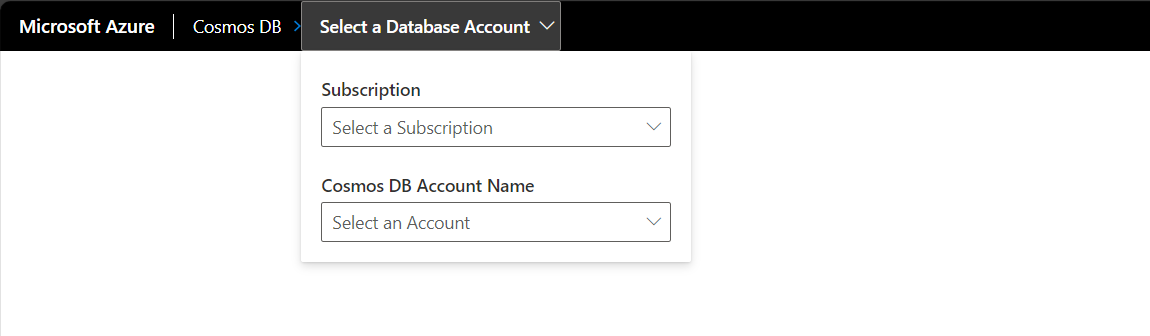 Microsoft Azure Cosmos DB Select a Database Account
Subscription
Select a Subscription
Cosmos DB Account Name
Select an Account